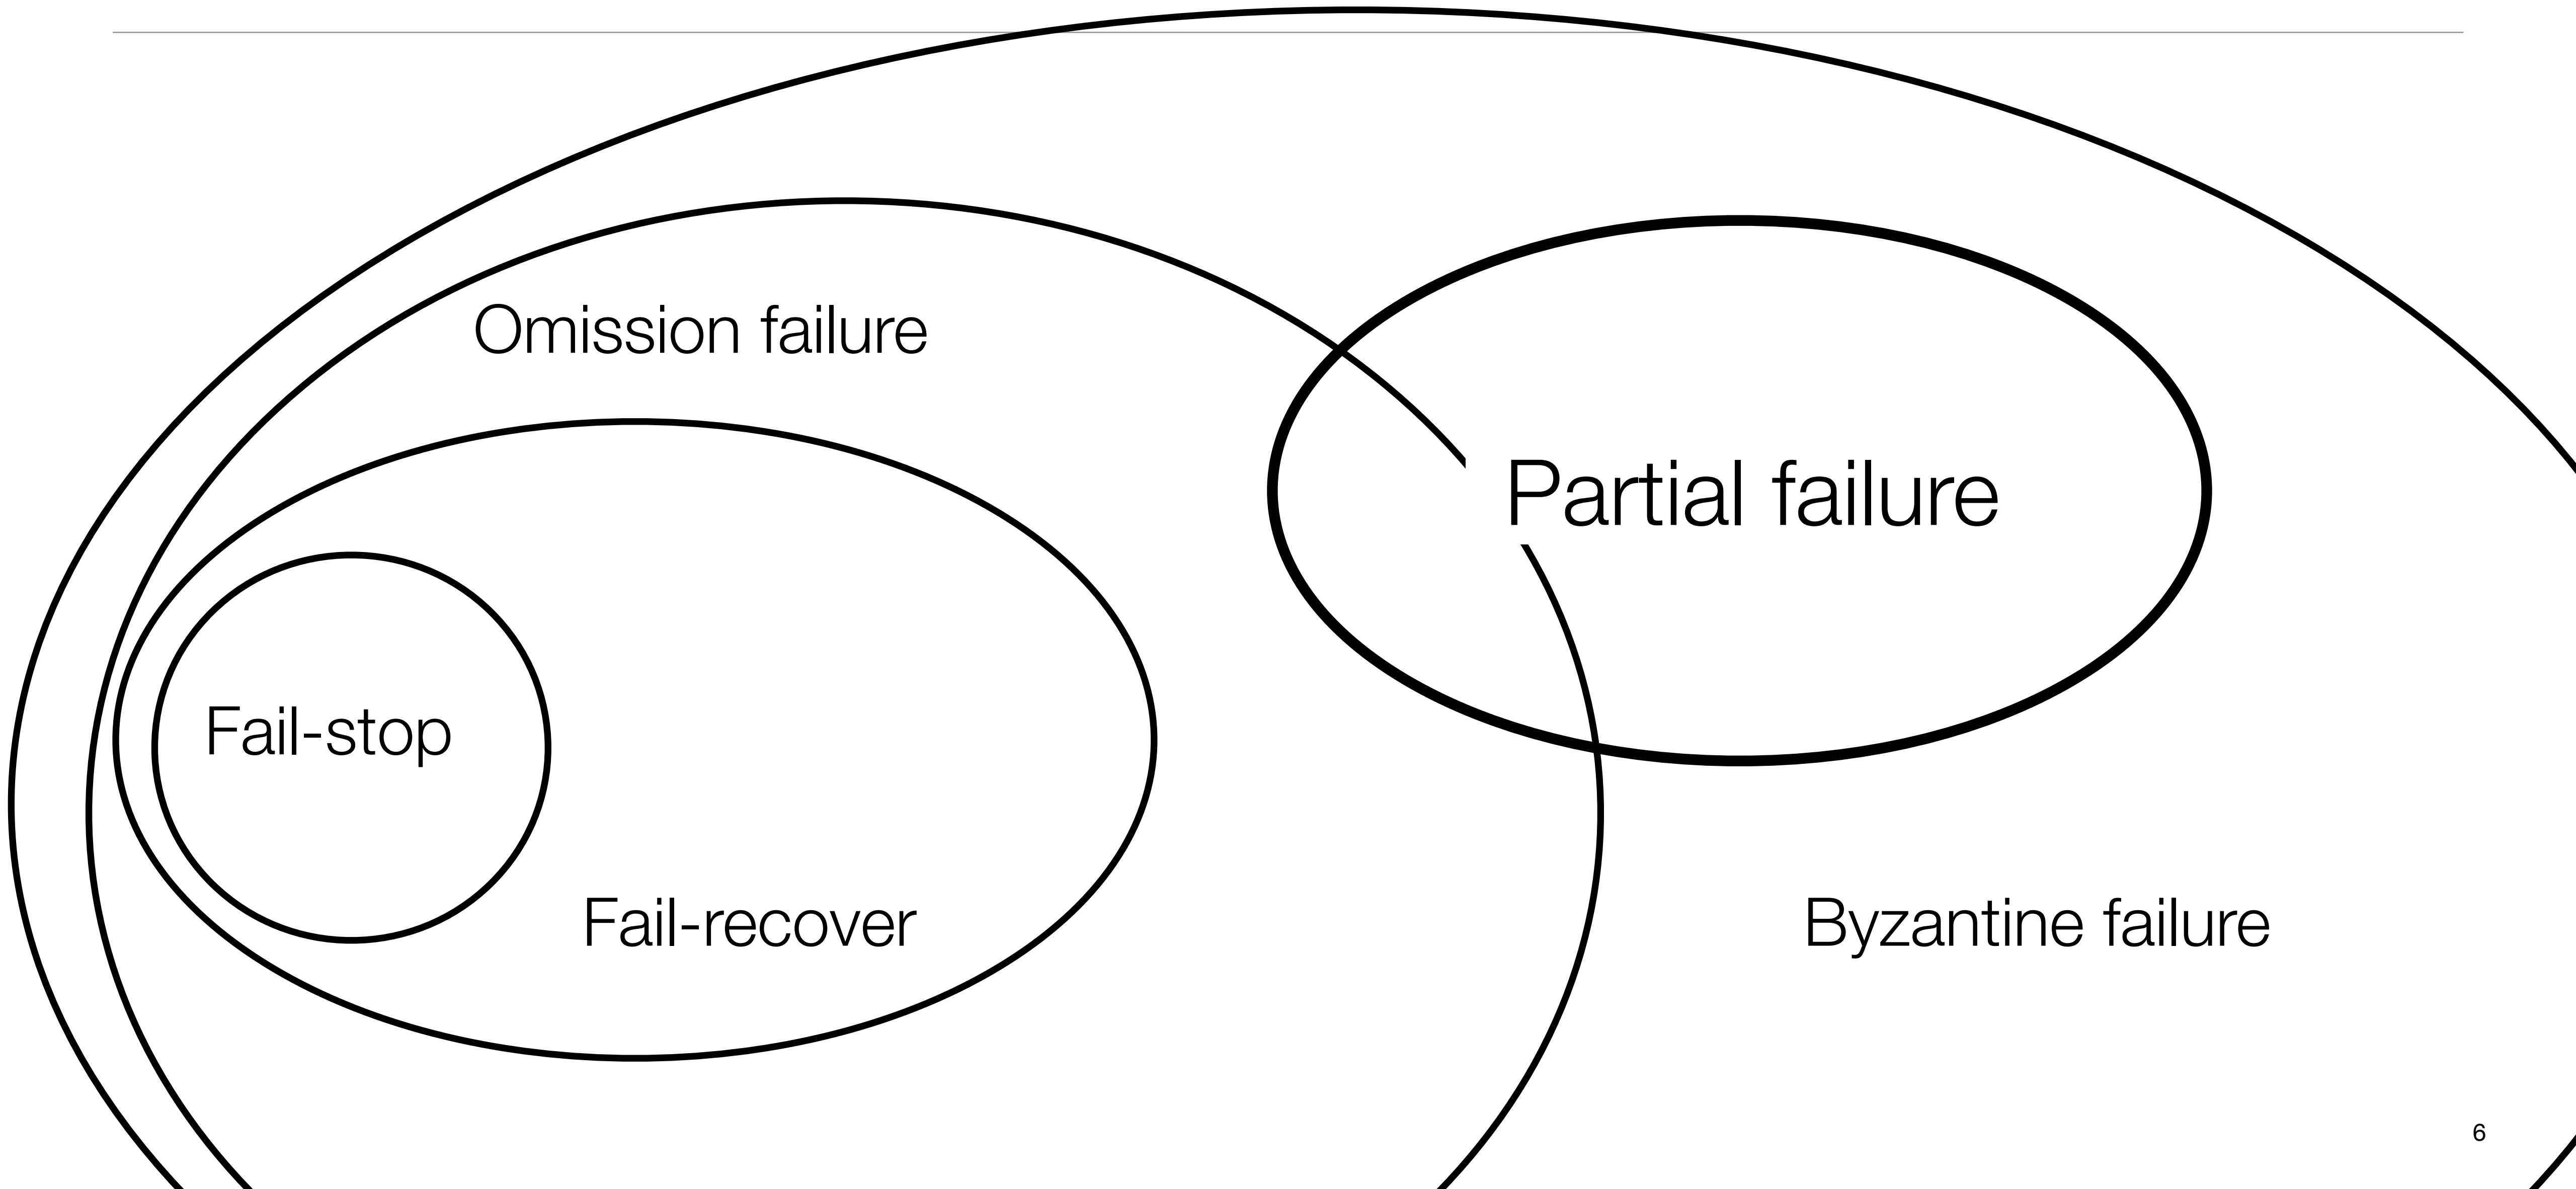 Omission failure
Partial failure
Fail-stop
Fail-recover
Byzantine failure
6